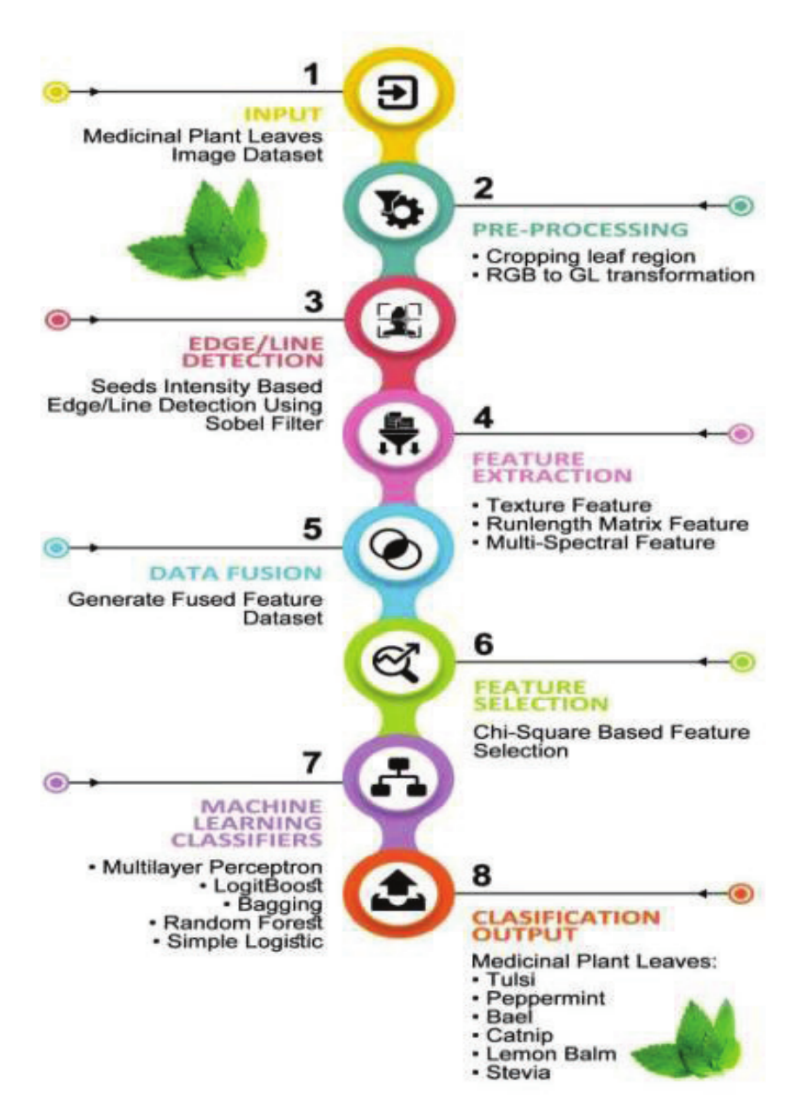 1
INPUT
Medicinal Plant Leaves
Image Dataset
2
PRE-PROCESSING
• Cropping leaf region
• RGB to GL transformation
3
EDGE/LINE
DETECTION
Seeds Intensity Based
Edge/Line Detection Using
Sobel Filter
4
FEATURE
EXTRACTION
• Texture Feature
• Runlength Matrix Feature
• Multi-Spectral Feature
5
DATA FUSION
Generate Fused Feature
Dataset
6
FEATURE
SELECTION
Chi-Square Based Feature
Selection
7
MACHINE
LEARNING
CLASSIFIERS
• Multilayer Perceptron
• LogitBoost
• Bagging
• Random Forest
• Simple Logistic
8
CLASIFICATION
OUTPUT
Medicinal Plant Leaves:
• Tulsi
• Peppermint
• Bael
• Catnip
• Lemon Balm
• Stevia